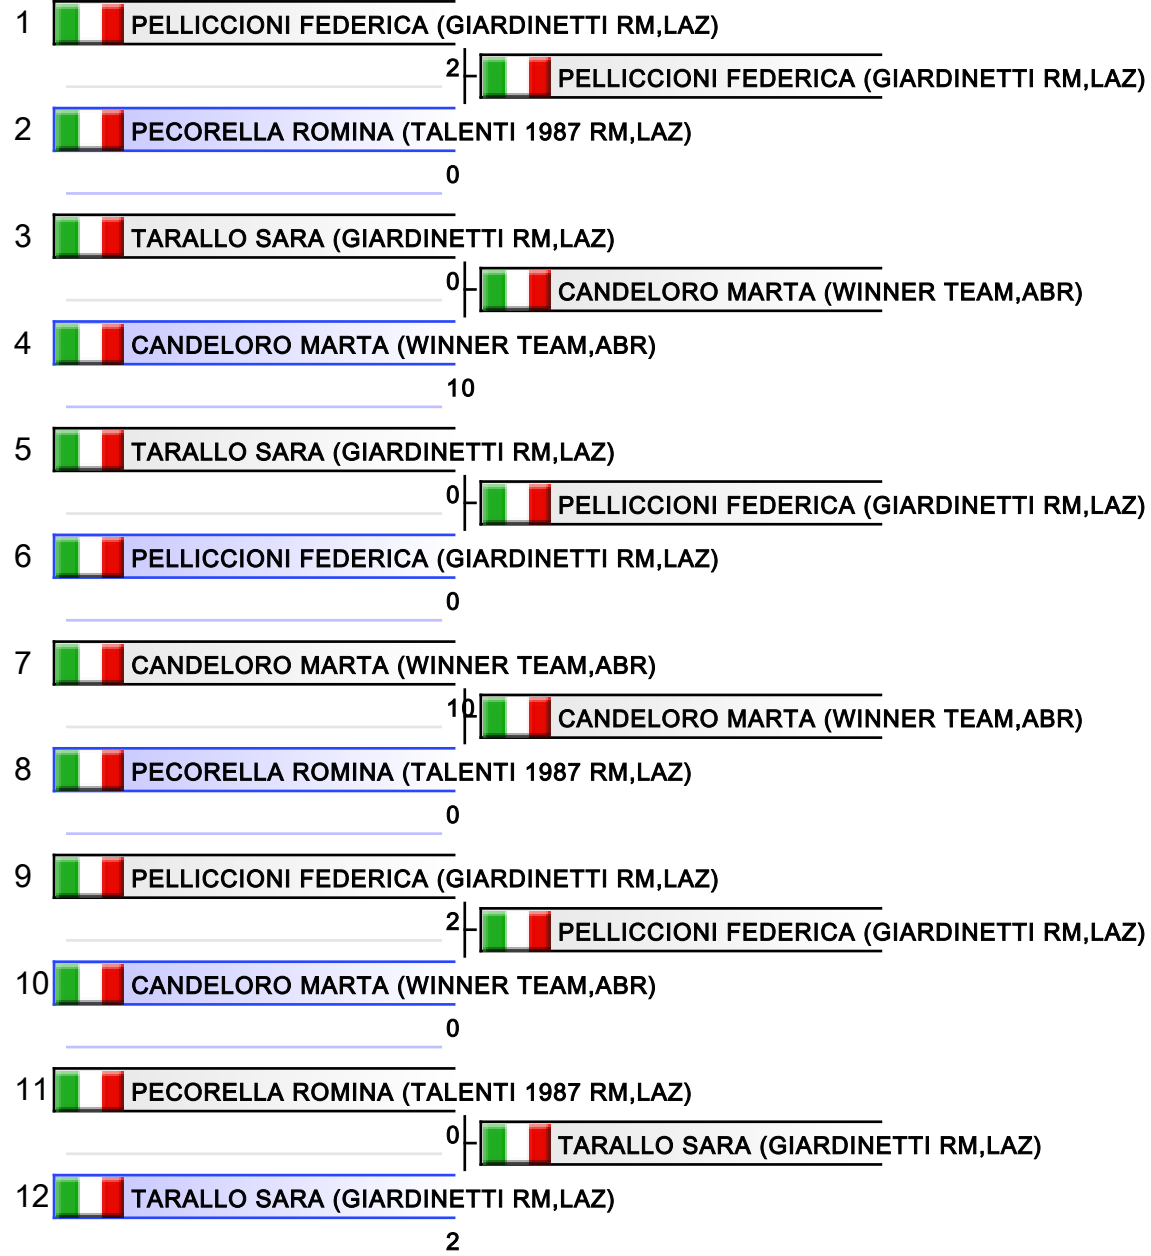 1 PELLICCIONI FEDERICA (GIARDINETTI RM,LAZ)
2 PELLICCIONI FEDERICA (GIARDINETTI RM,LAZ)
2 PECORELLA ROMINA (TALENTI 1987 RM,LAZ)
0
3 TARALLO SARA (GIARDINETTI RM,LAZ)
0 CANDELORO MARTA (WINNER TEAM,ABR)
4 CANDELORO MARTA (WINNER TEAM,ABR)
10
5 TARALLO SARA (GIARDINETTI RM,LAZ)
0 PELLICCIONI FEDERICA (GIARDINETTI RM,LAZ)
6 PELLICCIONI FEDERICA (GIARDINETTI RM,LAZ)
0
7 CANDELORO MARTA (WINNER TEAM,ABR)
10 CANDELORO MARTA (WINNER TEAM,ABR)
8 PECORELLA ROMINA (TALENTI 1987 RM,LAZ)
0
9 PELLICCIONI FEDERICA (GIARDINETTI RM,LAZ)
2 PELLICCIONI FEDERICA (GIARDINETTI RM,LAZ)
10 CANDELORO MARTA (WINNER TEAM,ABR)
0
11 PECORELLA ROMINA (TALENTI 1987 RM,LAZ)
0 TARALLO SARA (GIARDINETTI RM,LAZ)
12 TARALLO SARA (GIARDINETTI RM,LAZ)
2